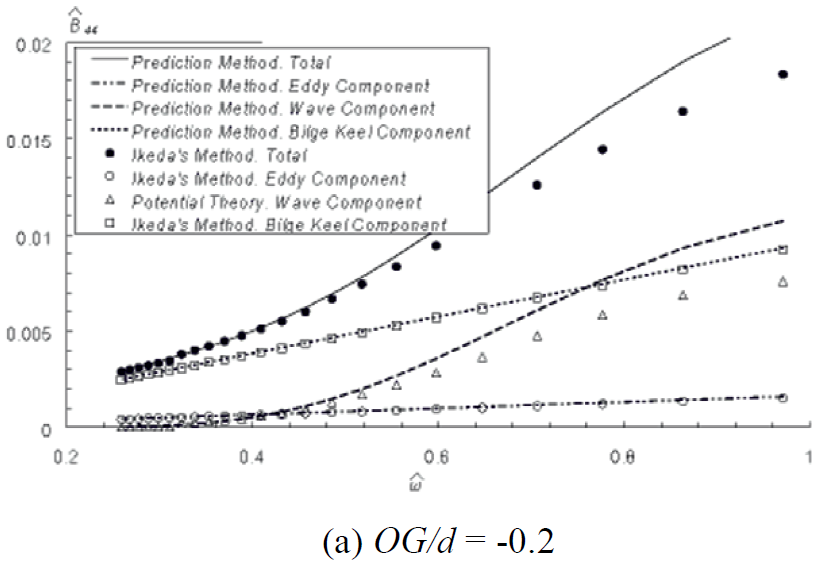 B̂₄₄
0.02
0.015
0.01
0.005
0
Prediction Method. Total
Prediction Method. Eddy Component
Prediction Method. Wave Component
Prediction Method. Bilge Keel Component
Ikeda's Method. Total
Ikeda's Method. Eddy Component
Potential Theory. Wave Component
Ikeda's Method. Bilge Keel Component
0.2 0.4 0.6 0.8 1
ω̂
(a) OG/d = -0.2